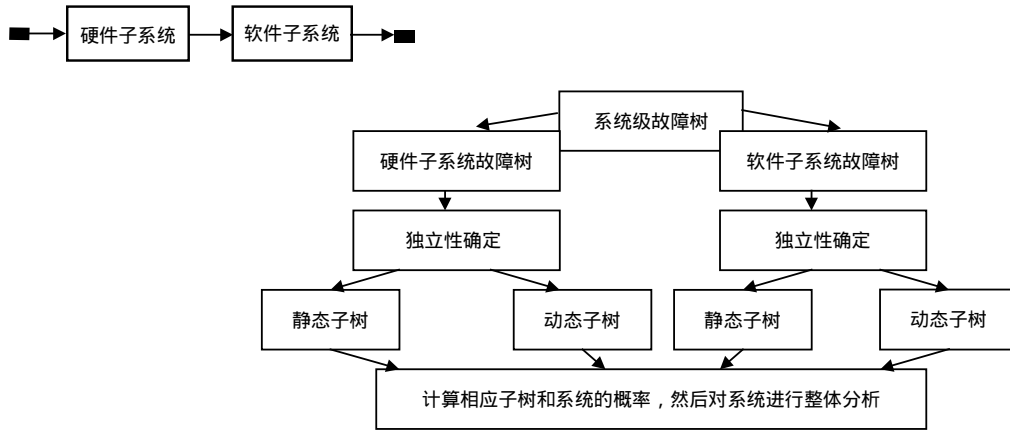 硬件子系统
软件子系统
系统级故障树
硬件子系统故障树
软件子系统故障树
独立性确定
独立性确定
静态子树
动态子树
静态子树
动态子树
计算相应子树和系统的概率，然后对系统进行整体分析